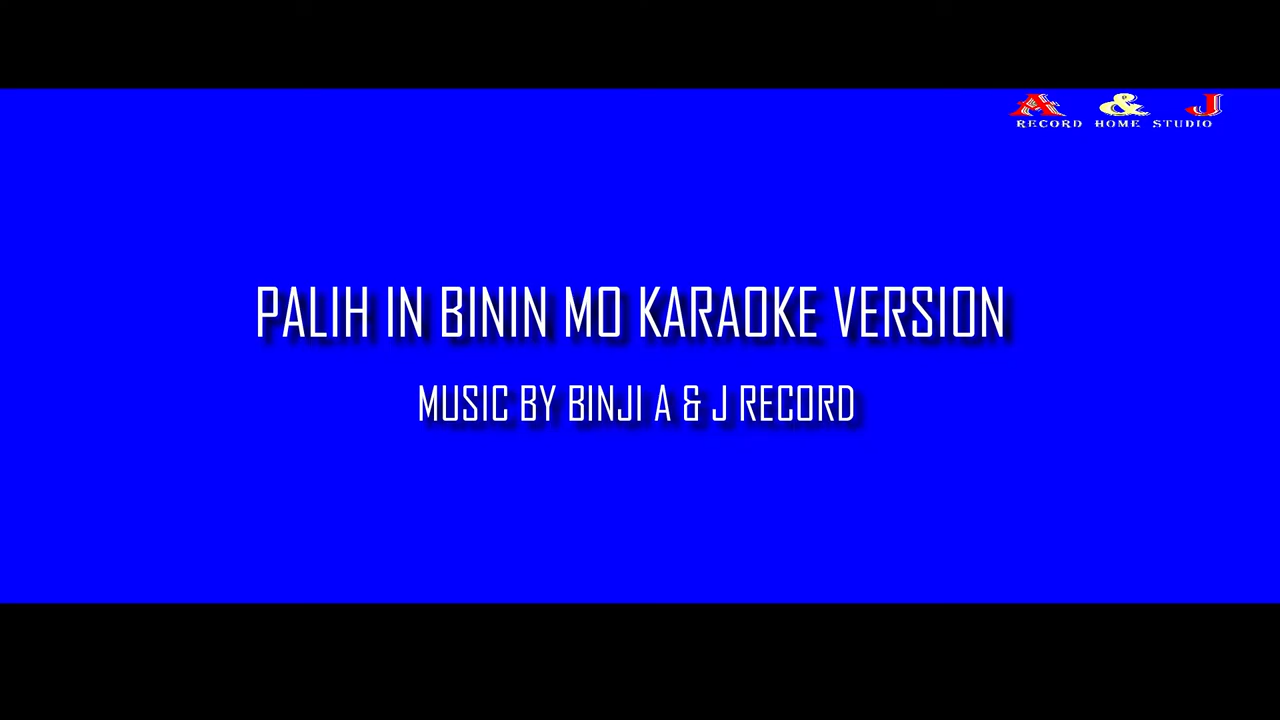 A & J
RECORD HOME STUDIO
PALIH IN BININ MO KARAOKE VERSION
MUSIC BY BINJI A & J RECORD